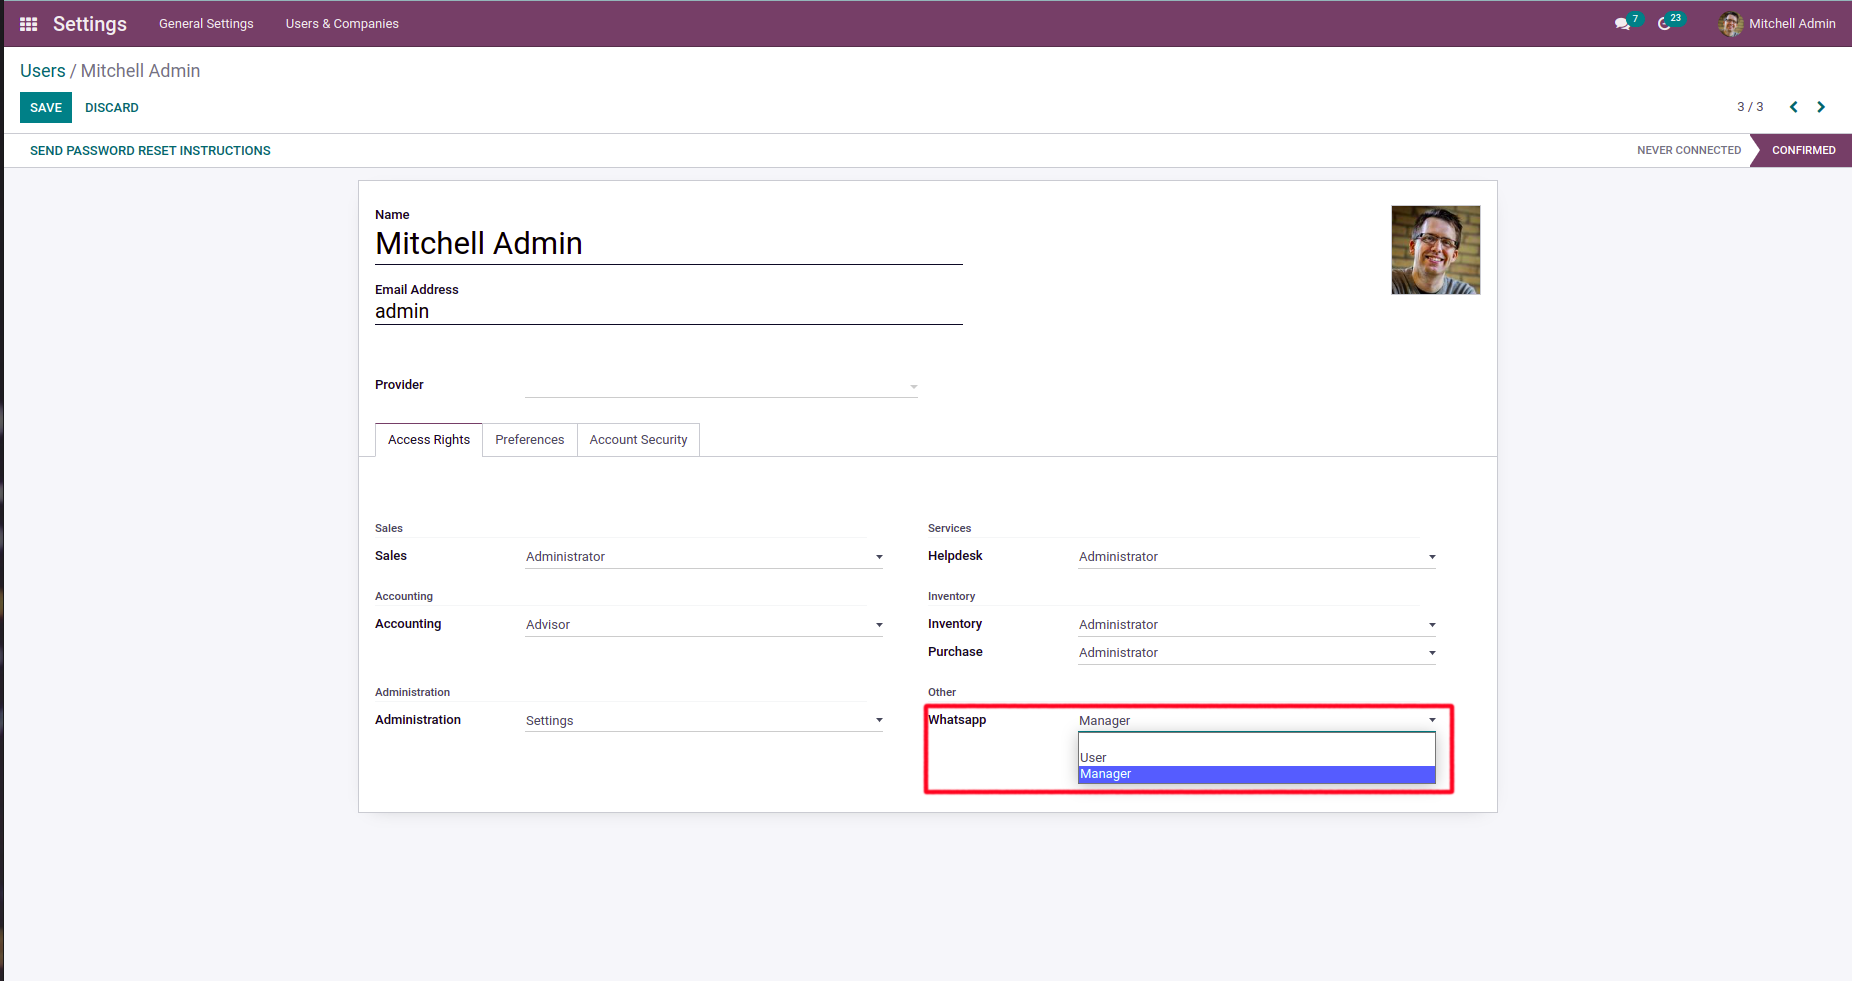 Settings General Settings Users & Companies 7 23 Mitchell Admin
Users / Mitchell Admin
SAVE DISCARD 3 / 3
SEND PASSWORD RESET INSTRUCTIONS NEVER CONNECTED CONFIRMED
Name
Mitchell Admin
Email Address
admin
Provider
Access Rights Preferences Account Security
Sales Services
Sales Administrator Helpdesk Administrator
Accounting Inventory
Accounting Advisor Inventory Administrator
Purchase Administrator
Administration Other
Administration Settings Whatsapp Manager
User
Manager